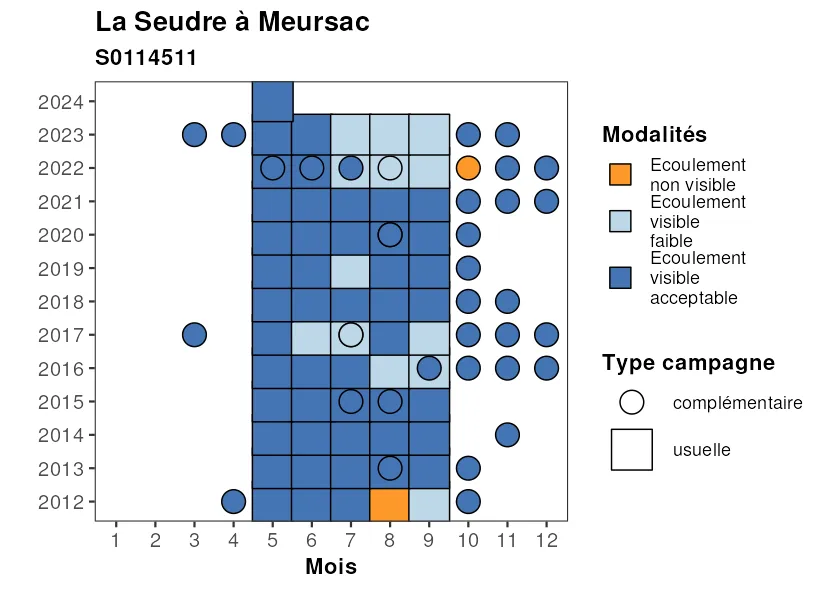 La Seudre à Meursac
S0114511
2024
2023
2022
2021
2020
2019
2018
2017
2016
2015
2014
2013
2012
1 2 3 4 5 6 7 8 9 10 11 12
Mois
Modalités
Ecoulement
non visible
Ecoulement
visible
faible
Ecoulement
visible
acceptable
Type campagne
complémentaire
usuelle